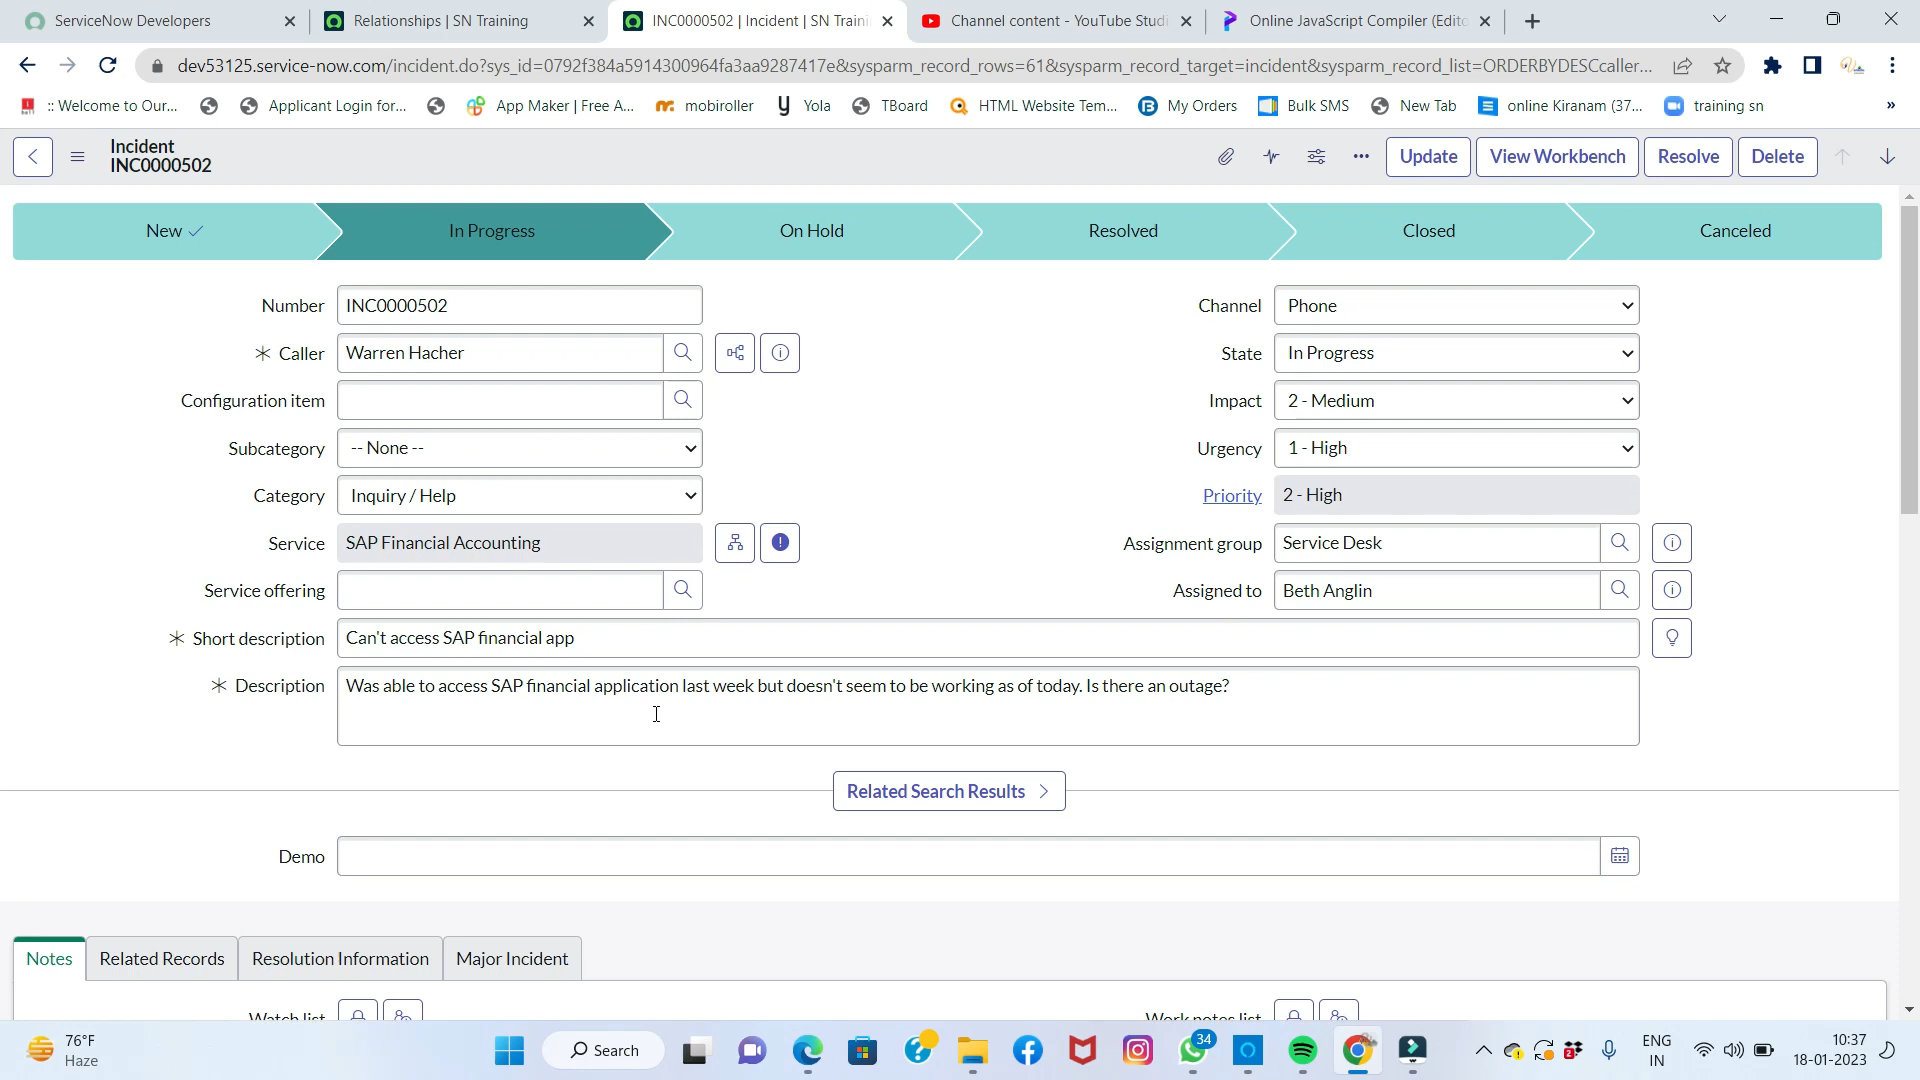 ServiceNow Developers
Relationships | SN Training
INC0000502 | Incident | SN Traini
Channel content - YouTube Studi
Online JavaScript Compiler (Edito
dev53125.service-now.com/incident.do?sys_id=0792f384a5914300964fa3aa9287417e&sysparm_record_rows=61&sysparm_record_target=incident&sysparm_record_list=ORDERBYDESCcaller...
:: Welcome to Our...
Applicant Login for...
App Maker | Free A...
mobiroller
Yola
TBoard
HTML Website Tem...
My Orders
Bulk SMS
New Tab
online Kiranam (37...
training sn
»
Incident
INC0000502
Update
View Workbench
Resolve
Delete
New
In Progress
On Hold
Resolved
Closed
Canceled
Number INC0000502
Channel Phone
Caller Warren Hacher
State In Progress
Configuration item
Impact 2 - Medium
Subcategory -- None --
Urgency 1 - High
Category Inquiry / Help
Priority 2 - High
Service SAP Financial Accounting
Assignment group Service Desk
Service offering
Assigned to Beth Anglin
Short description Can't access SAP financial app
Description Was able to access SAP financial application last week but doesn't seem to be working as of today. Is there an outage?
Related Search Results
Demo
Notes
Related Records
Resolution Information
Major Incident
Watch list
Work notes list
76°F
Haze
Search
34
2
ENG
IN
10:37
18-01-2023